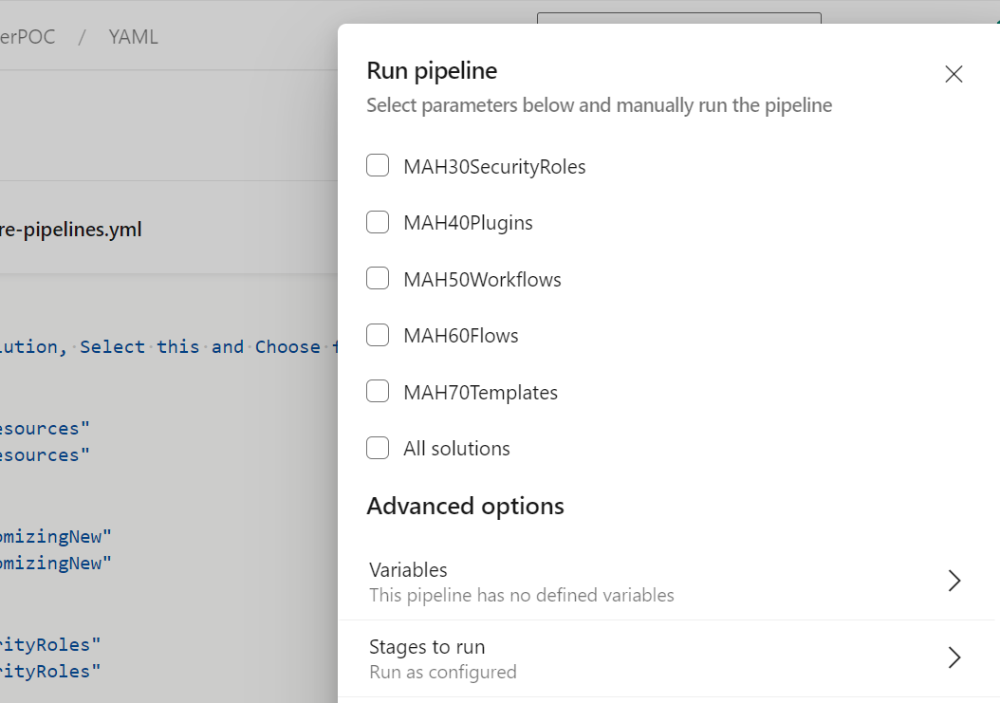 erPOC / YAML
Run pipeline
Select parameters below and manually run the pipeline
MAH30SecurityRoles
MAH40Plugins
MAH50Workflows
MAH60Flows
MAH70Templates
All solutions
Advanced options
Variables
This pipeline has no defined variables
Stages to run
Run as configured
re-pipelines.yml
lution, Select this and Choose f
esources"
esources"
omizingNew"
omizingNew"
rityRoles"
rityRoles"